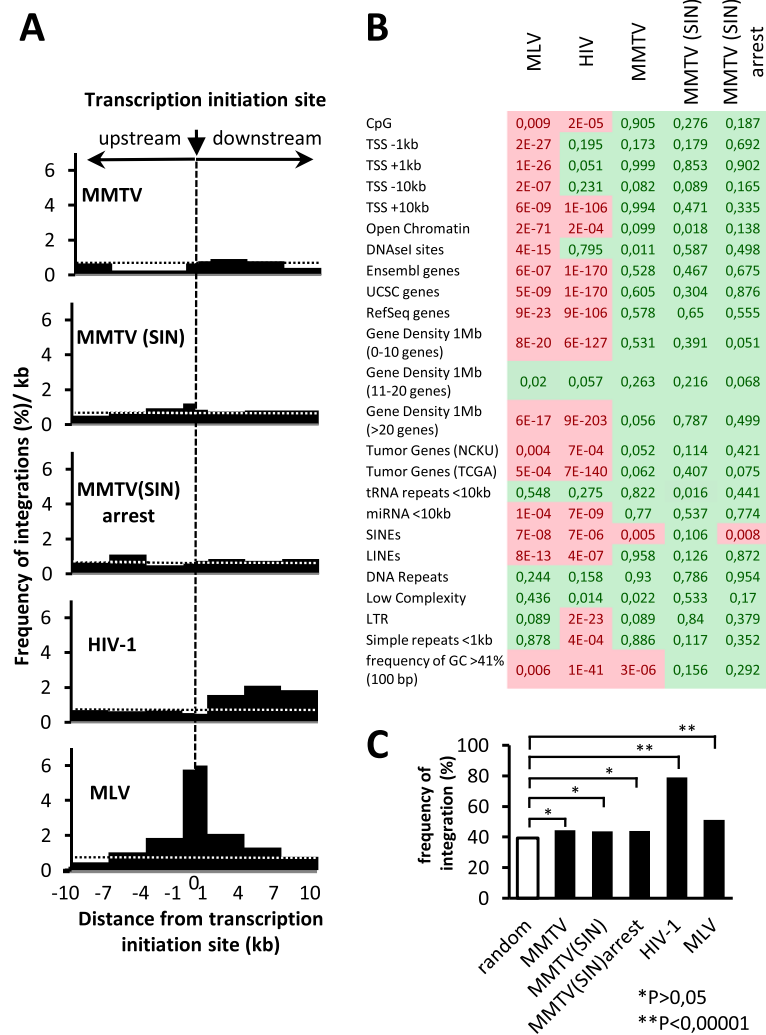 A
Transcription initiation site
upstream downstream
Frequency of integrations (%)/ kb
6
4
2
0
MMTV
6
4
2
0
MMTV (SIN)
6
4
2
0
MMTV(SIN)
arrest
6
4
2
0
HIV-1
6
4
2
0
MLV
-10 -7 -4 -1 0 1 4 7 10
Distance from transcription
initiation site (kb)
B
MLV HIV MMTV MMTV (SIN) MMTV (SIN) arrest
CpG 0,009 2E-05 0,905 0,276 0,187
TSS -1kb 2E-27 0,195 0,173 0,179 0,692
TSS +1kb 1E-26 0,051 0,999 0,853 0,902
TSS -10kb 2E-07 0,231 0,082 0,089 0,165
TSS +10kb 6E-09 1E-106 0,994 0,471 0,335
Open Chromatin 2E-71 2E-04 0,099 0,018 0,138
DNAseI sites 4E-15 0,795 0,011 0,587 0,498
Ensembl genes 6E-07 1E-170 0,528 0,467 0,675
UCSC genes 5E-09 1E-170 0,605 0,304 0,876
RefSeq genes 9E-23 9E-106 0,578 0,65 0,555
Gene Density 1Mb
(0-10 genes) 8E-20 6E-127 0,531 0,391 0,051
Gene Density 1Mb
(11-20 genes) 0,02 0,057 0,263 0,216 0,068
Gene Density 1Mb
(>20 genes) 6E-17 9E-203 0,056 0,787 0,499
Tumor Genes (NCKU) 0,004 7E-04 0,052 0,114 0,421
Tumor Genes (TCGA) 5E-04 7E-140 0,062 0,407 0,075
tRNA repeats <10kb 0,548 0,275 0,822 0,016 0,441
miRNA <10kb 1E-04 7E-09 0,77 0,537 0,774
SINEs 7E-08 7E-06 0,005 0,106 0,008
LINEs 8E-13 4E-07 0,958 0,126 0,872
DNA Repeats 0,244 0,158 0,93 0,786 0,954
Low Complexity 0,436 0,014 0,022 0,533 0,17
LTR 0,089 2E-23 0,089 0,84 0,379
Simple repeats <1kb 0,878 4E-04 0,886 0,117 0,352
frequency of GC >41%
(100 bp) 0,006 1E-41 3E-06 0,156 0,292
C
frequency of
integration (%)
100
80
60
40
20
0
**
**
*
*
*
random MMTV MMTV(SIN) MMTV(SIN)arrest HIV-1 MLV
*P>0,05
**P<0,00001